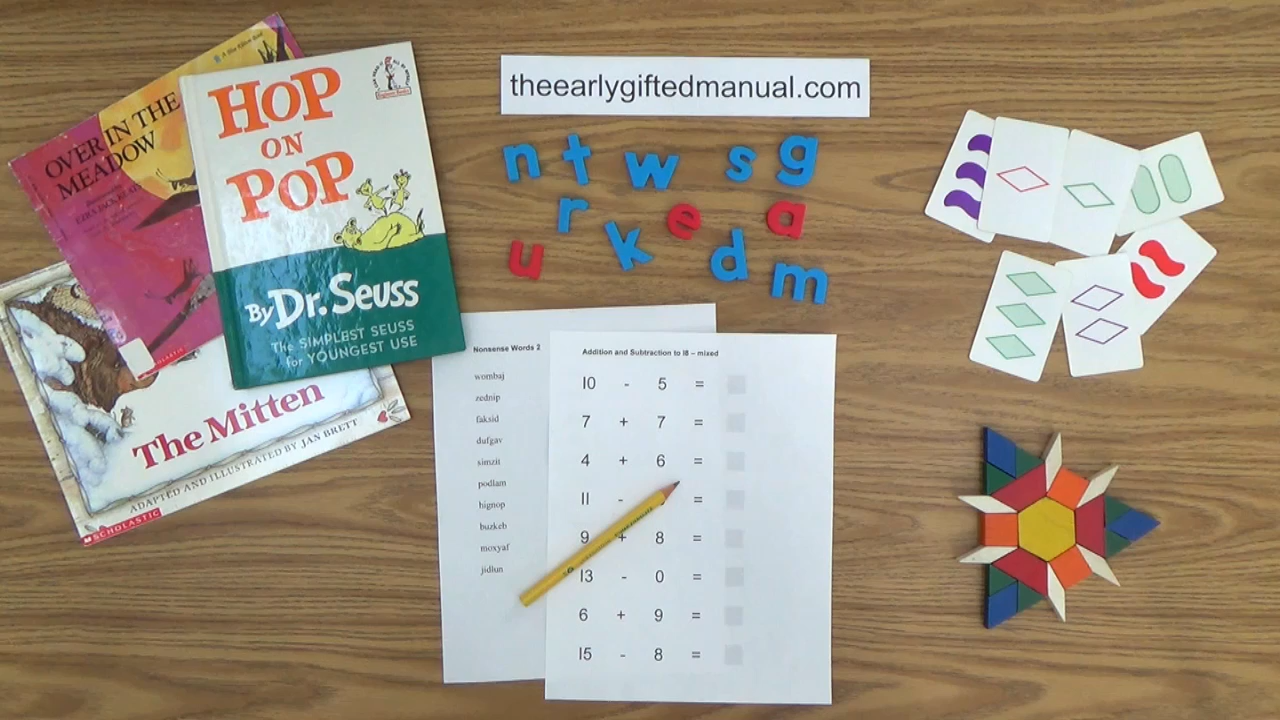 theearlygiftedmanual.com
OVER IN THE
MEADOW
HOP
ON
POP
By Dr. Seuss
The SIMPLEST SEUSS
for YOUNGEST USE
SCHOLASTIC
The Mitten
ADAPTED AND ILLUSTRATED BY JAN BRETT
SCHOLASTIC
n t w s g
r k e a
u d m
Nonsense Words 2
wombaj
zednip
faksid
dufgav
simzit
podlam
hignop
buzkeb
moxyaf
jidlun
Addition and Subtraction to 18 – mixed
10 - 5 =
7 + 7 =
4 + 6 =
11 - =
9 + 8 =
13 - 0 =
6 + 9 =
15 - 8 =